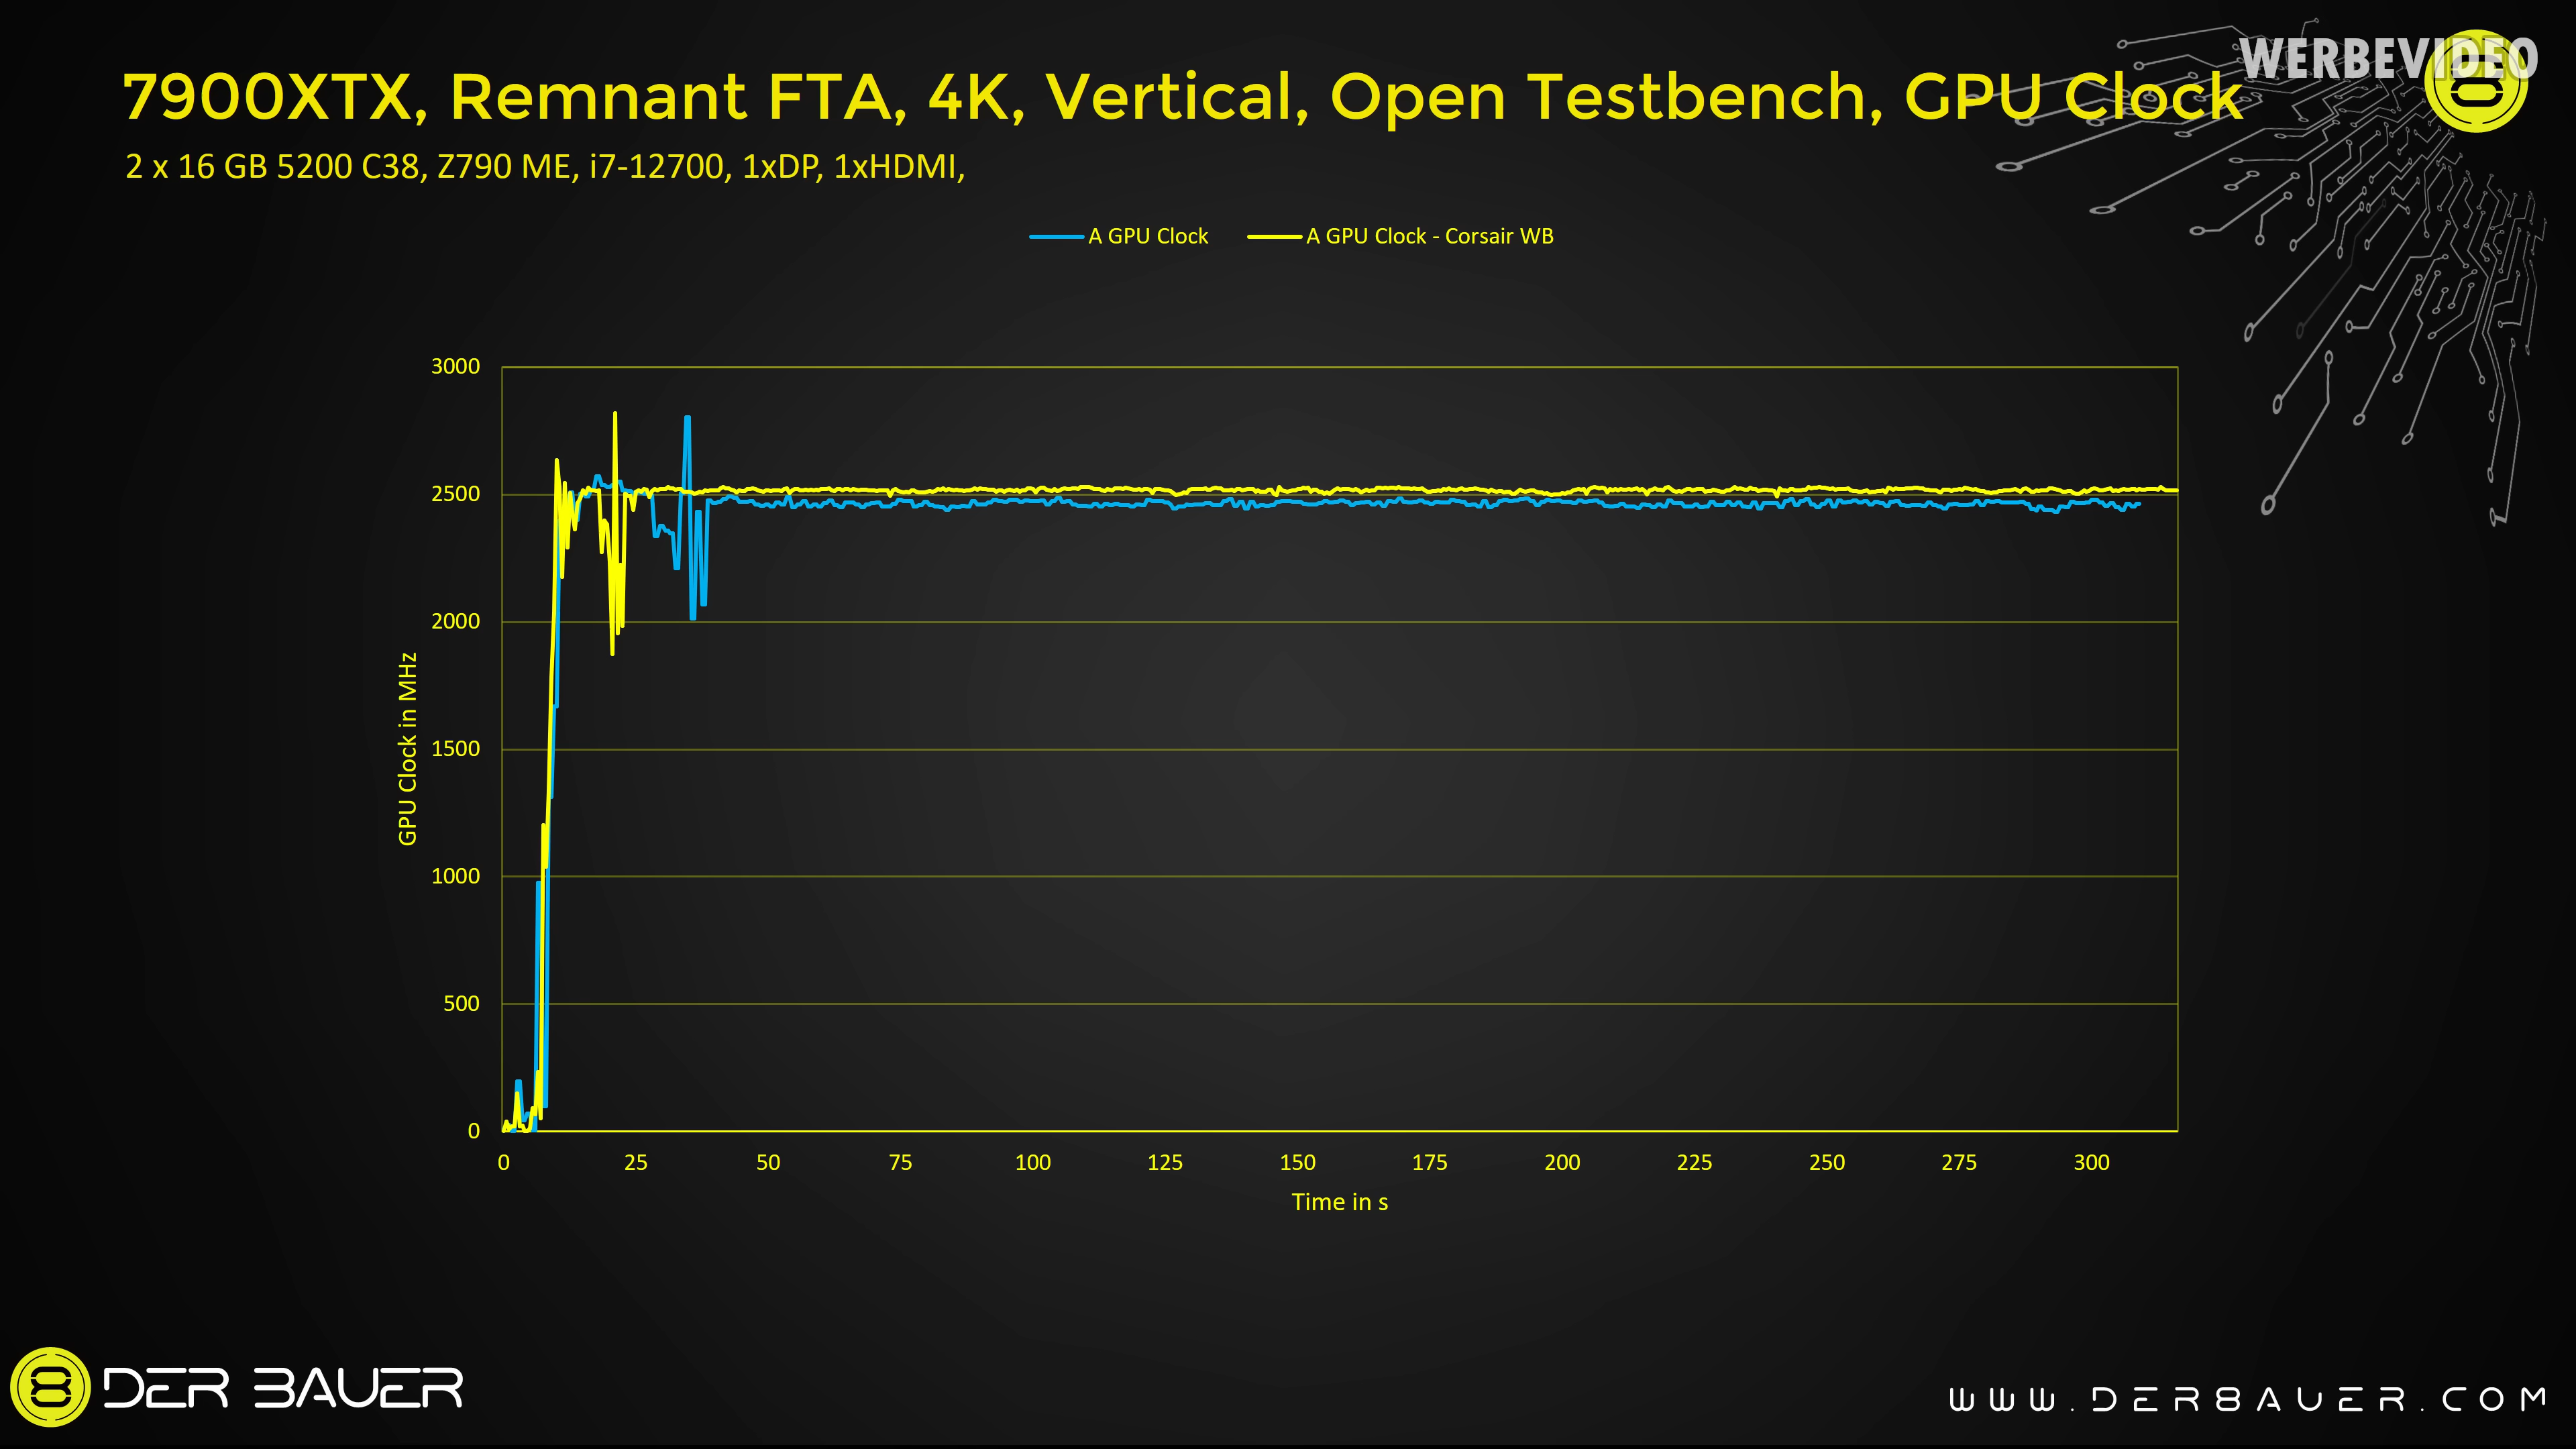 WERBEVIDEO
7900XTX, Remnant FTA, 4K, Vertical, Open Testbench, GPU Clock
2 x 16 GB 5200 C38, Z790 ME, i7-12700, 1xDP, 1xHDMI,
A GPU Clock A GPU Clock - Corsair WB
3000
2500
2000
1500
1000
500
0
GPU Clock in MHz
0 25 50 75 100 125 150 175 200 225 250 275 300
Time in s
DER 8AUER
WWW.DER8AUER.COM